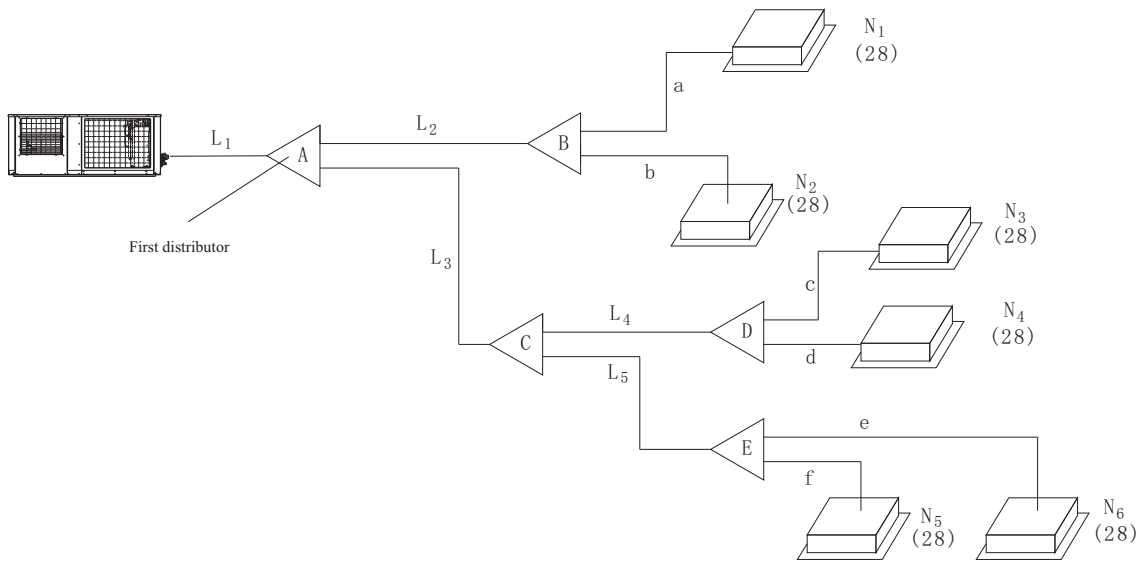 N₁
(28)
a
L₁
L₂
A
B
b
N₂
(28)
First distributor
N₃
(28)
L₃
c
L₄
C
D
d
N₄
(28)
L₅
E
e
f
N₅
(28)
N₆
(28)